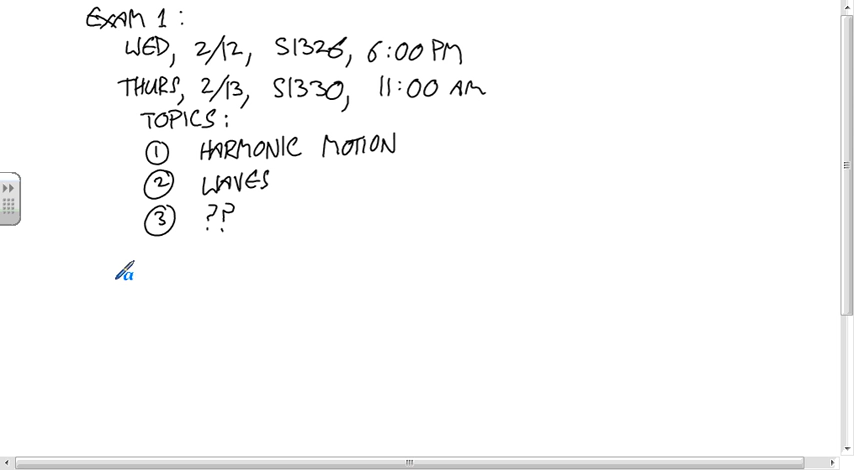 EXAM 1:
WED, 2/12, S1326, 6:00 PM
THURS, 2/13, S1330, 11:00 AM
TOPICS:
① HARMONIC MOTION
② WAVES
③ ??
a